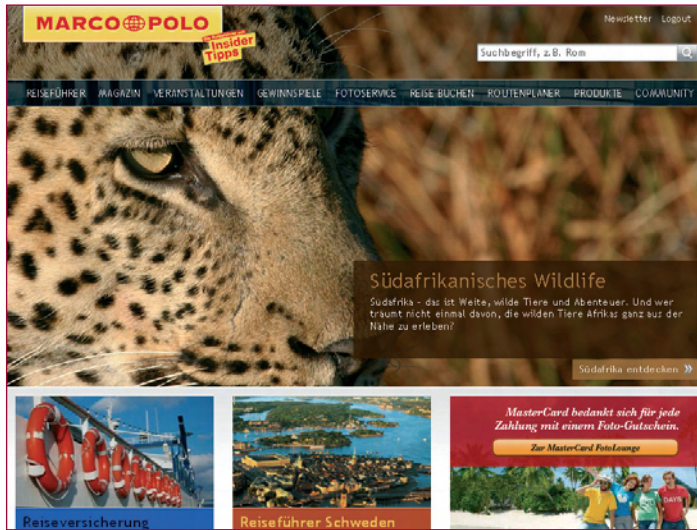 MARCO POLO
Insider
Tipps
Newsletter Logout
Suchbegriff, z.B. Rom
REISEFÜHRER MAGAZIN VERANSTALTUNGEN GEWINNSPIELE FOTOSERVICE REISE BUCHEN ROUTENPLANER PRODUKTE COMMUNITY
Südafrikanisches Wildlife
Südafrika - das ist Weite, wilde Tiere und Abenteuer. Und wer
träumt nicht einmal davon, die wilden Tiere Afrikas ganz aus der
Nähe zu erleben?
Südafrika entdecken »
Reiseversicherung
Reiseführer Schweden
MasterCard bedankt sich für jede
Zahlung mit einem Foto-Gutschein.
Zur MasterCard FotoLounge
DAYS